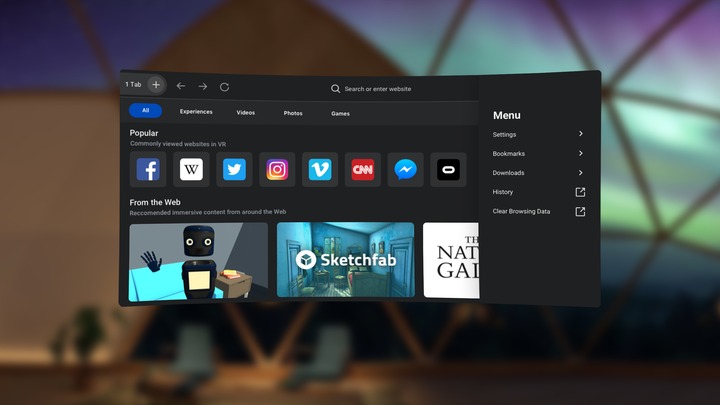 1 Tab
Search or enter website
All
Experiences
Videos
Photos
Games
Popular
Commonly viewed websites in VR
f
W
CNN
From the Web
Reccomended immersive content from around the Web
Sketchfab
TH
NAT
GAL
Menu
Settings
Bookmarks
Downloads
History
Clear Browsing Data